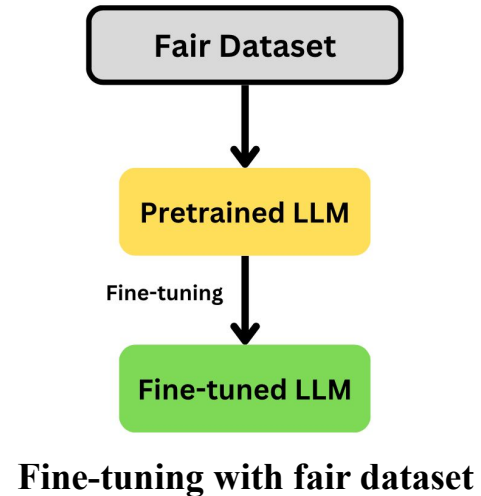 Fair Dataset
Pretrained LLM
Fine-tuning
Fine-tuned LLM
Fine-tuning with fair dataset